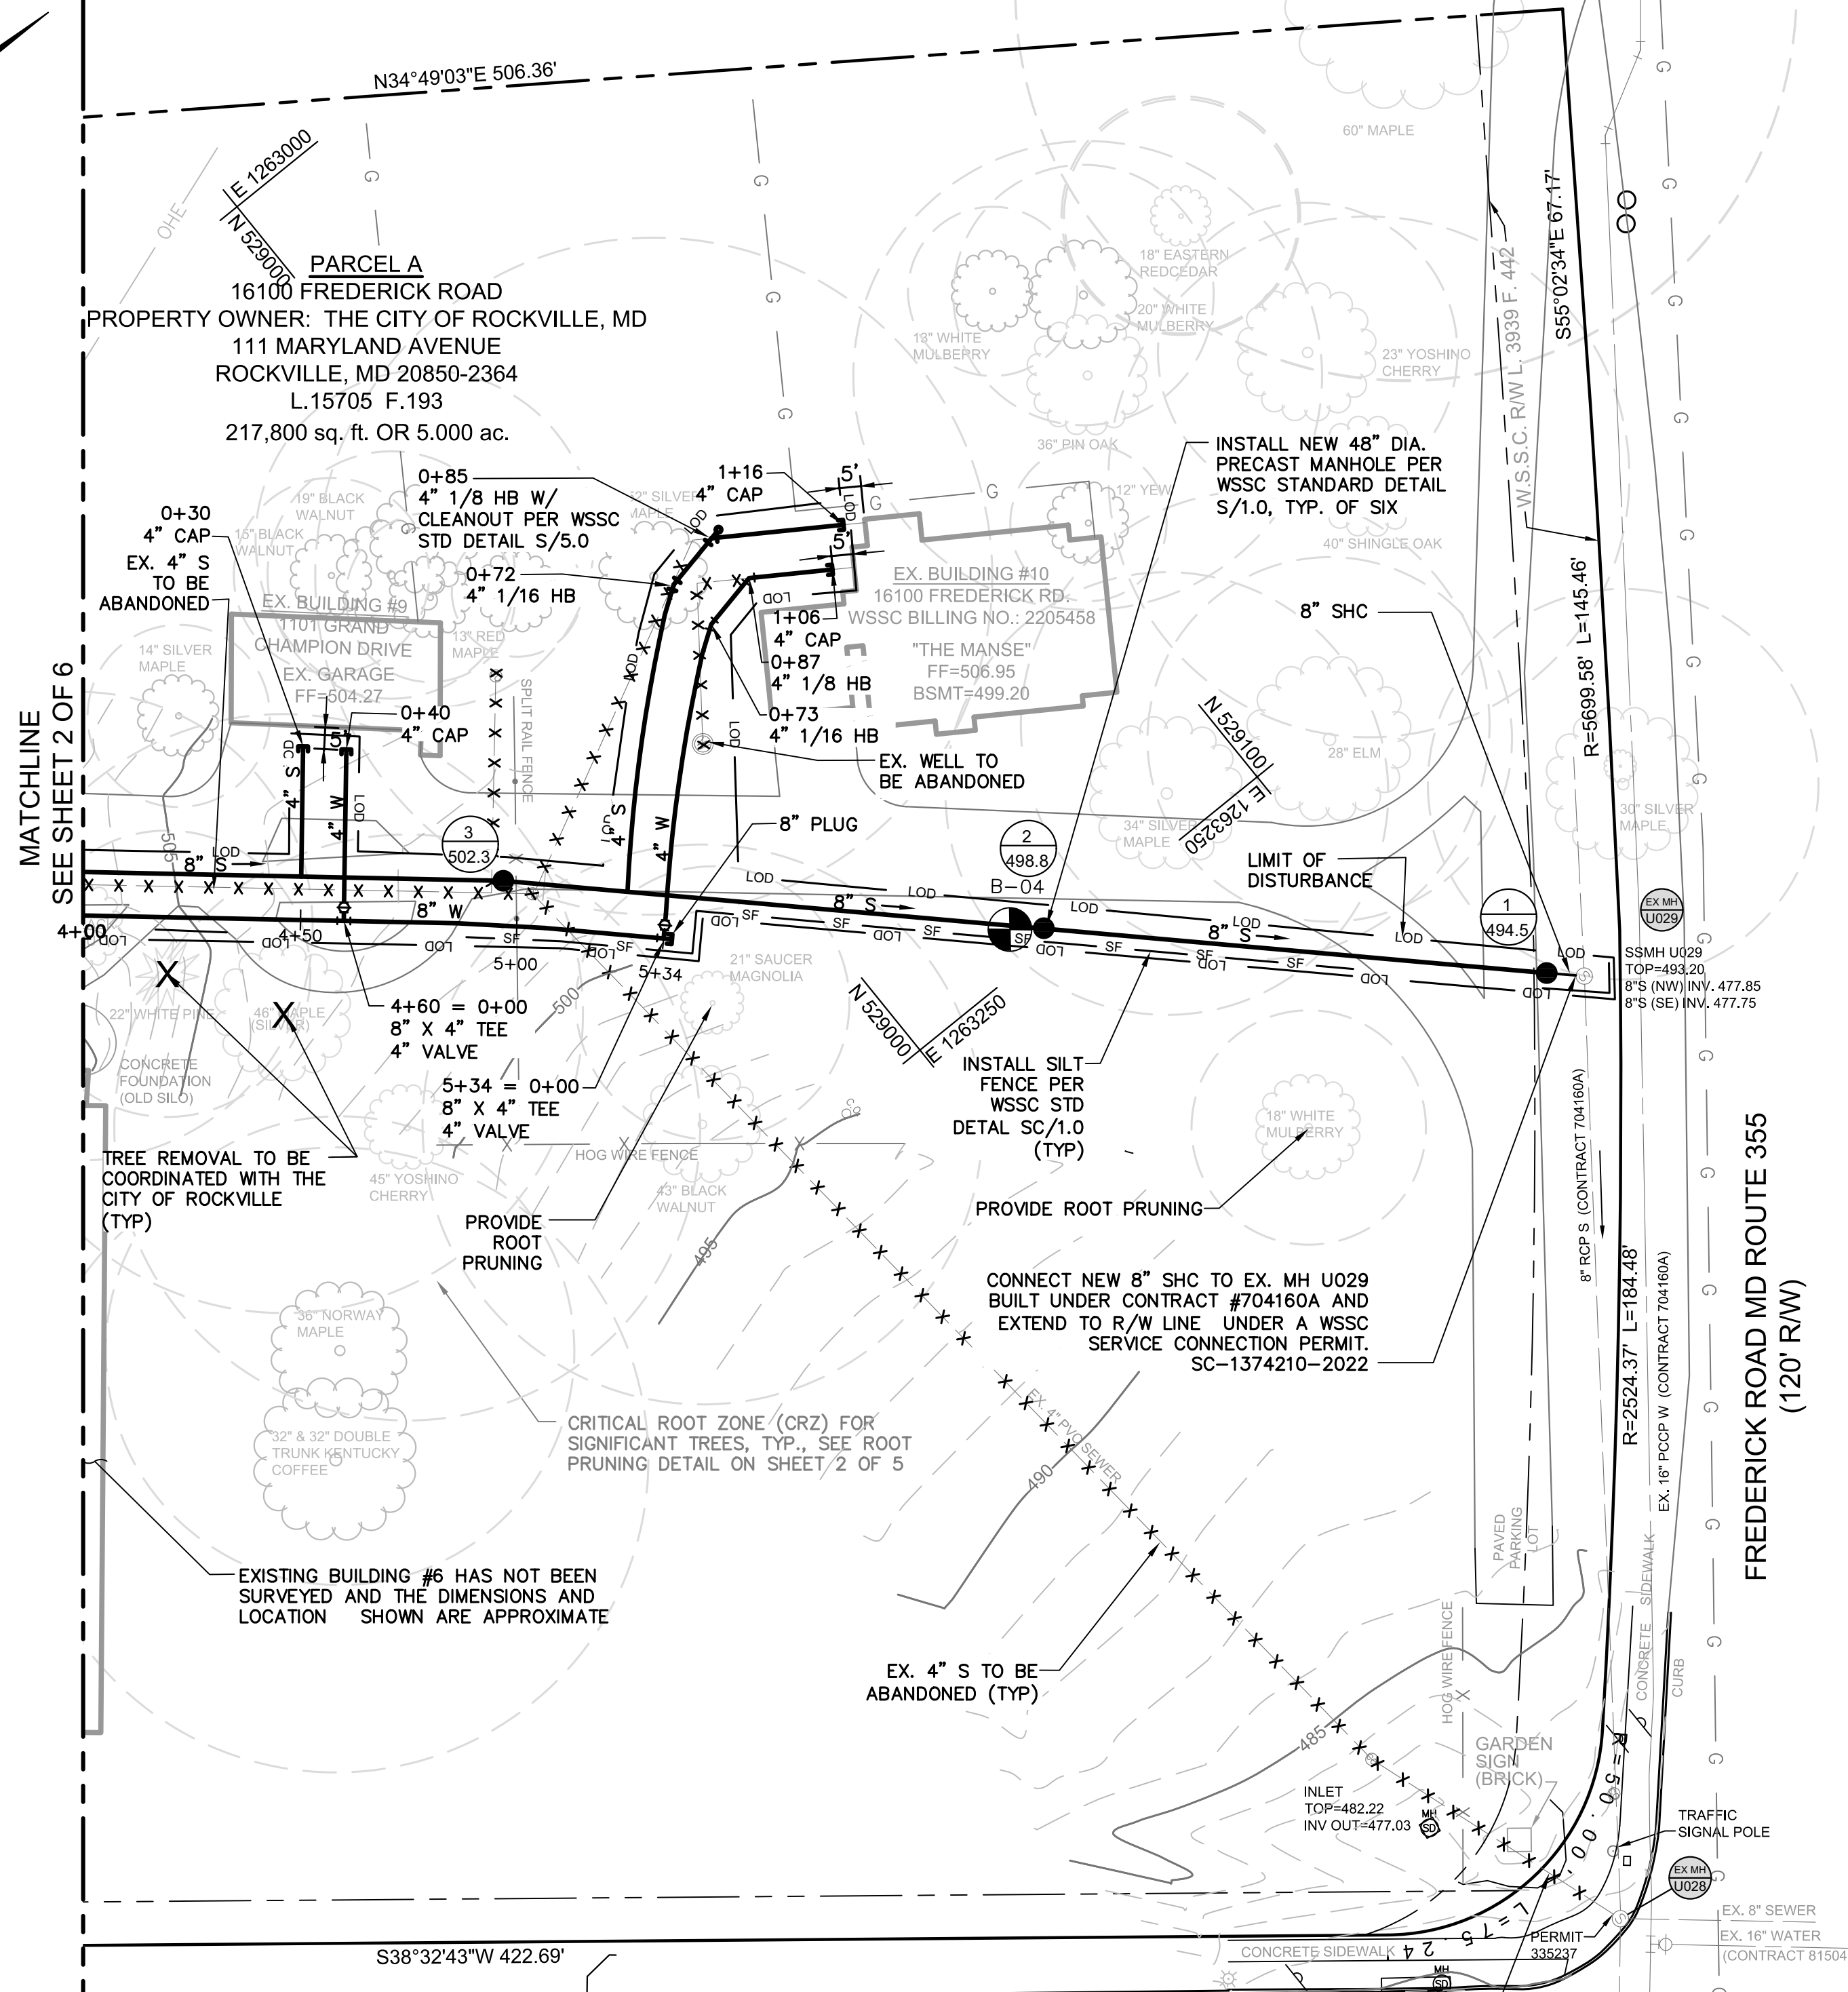 N34°49'03"E 506.36'
E 1263000
N 529000
OHE
PARCEL A
16100 FREDERICK ROAD
PROPERTY OWNER: THE CITY OF ROCKVILLE, MD
111 MARYLAND AVENUE
ROCKVILLE, MD 20850-2364
L.15705 F.193
217,800 sq. ft. OR 5.000 ac.
60" MAPLE
18" EASTERN
REDCEDAR
20" WHITE
MULBERRY
13" WHITE
MULBERRY
23" YOSHINO
CHERRY
36" PIN OAK
12" YEW
40" SHINGLE OAK
W.S.S.C. R/W L. 3939 F. 442
S55°02'34"E 67.17'
R=5699.58' L=145.46'
INSTALL NEW 48" DIA.
PRECAST MANHOLE PER
WSSC STANDARD DETAIL
S/1.0, TYP. OF SIX
8" SHC
0+85
4" 1/8 HB W/
CLEANOUT PER WSSC
STD DETAIL S/5.0
SILVER
MAPLE
1+16
4" CAP
5'
LOD
5'
0+72
4" 1/16 HB
19" BLACK
WALNUT
15" BLACK
WALNUT
0+30
4" CAP
EX. 4" S
TO BE
ABANDONED
EX. BUILDING #9
1101 GRAND
CHAMPION DRIVE
EX. GARAGE
FF=504.27
13" RED
MAPLE
14" SILVER
MAPLE
EX. BUILDING #10
16100 FREDERICK RD.
WSSC BILLING NO.: 2205458
"THE MANSE"
FF=506.95
BSMT=499.20
1+06
4" CAP
0+87
4" 1/8 HB
0+73
4" 1/16 HB
0+40
4" CAP
5'
SPLIT RAIL FENCE
EX. WELL TO
BE ABANDONED
MATCHLINE
SEE SHEET 2 OF 6
505
4" S
4" W
LOD
4" S
4" W
8" PLUG
3
502.3
2
498.8
B-04
N 529100
E 1263250
28" ELM
34" SILVER
MAPLE
30" SILVER
MAPLE
LIMIT OF
DISTURBANCE
1
494.5
EX MH
U029
SSMH U029
TOP=493.20
8"S (NW) INV. 477.85
8"S (SE) INV. 477.75
LOD
8" S
8" W
8" S
8" S
LOD
SF
4+00
4+50
5+00
5+34
21" SAUCER
MAGNOLIA
22" WHITE PINE
46" MAPLE
(SILVER)
CONCRETE
FOUNDATION
(OLD SILO)
4+60 = 0+00
8" X 4" TEE
4" VALVE
500
5+34 = 0+00
8" X 4" TEE
4" VALVE
N 529000
E 1263250
INSTALL SILT
FENCE PER
WSSC STD
DETAL SC/1.0
(TYP)
18" WHITE
MULBERRY
HOG WIRE FENCE
TREE REMOVAL TO BE
COORDINATED WITH THE
CITY OF ROCKVILLE
(TYP)
45" YOSHINO
CHERRY
43" BLACK
WALNUT
PROVIDE
ROOT
PRUNING
PROVIDE ROOT PRUNING
495
CONNECT NEW 8" SHC TO EX. MH U029
BUILT UNDER CONTRACT #704160A AND
EXTEND TO R/W LINE UNDER A WSSC
SERVICE CONNECTION PERMIT.
SC-1374210-2022
8" RCP S (CONTRACT 704160A)
R=2524.37' L=184.48'
EX. 16" PCCP W (CONTRACT 704160A)
FREDERICK ROAD MD ROUTE 355
(120' R/W)
36" NORWAY
MAPLE
32" & 32" DOUBLE
TRUNK KENTUCKY
COFFEE
CRITICAL ROOT ZONE (CRZ) FOR
SIGNIFICANT TREES, TYP., SEE ROOT
PRUNING DETAIL ON SHEET 2 OF 5
EX. 4" PVC SEWER
490
PAVED
PARKING
LOT
CONCRETE SIDEWALK
CURB
EXISTING BUILDING #6 HAS NOT BEEN
SURVEYED AND THE DIMENSIONS AND
LOCATION SHOWN ARE APPROXIMATE
EX. 4" S TO BE
ABANDONED (TYP)
HOG WIRE FENCE
485
GARDEN
SIGN
(BRICK)
INLET
TOP=482.22
INV OUT=477.03
MH
SD
R=50.00'
L=75.24'
TRAFFIC
SIGNAL POLE
EX MH
U028
EX. 8" SEWER
EX. 16" WATER
(CONTRACT 81504
PERMIT
335237
CONCRETE SIDEWALK
MH
SD
S38°32'43"W 422.69'